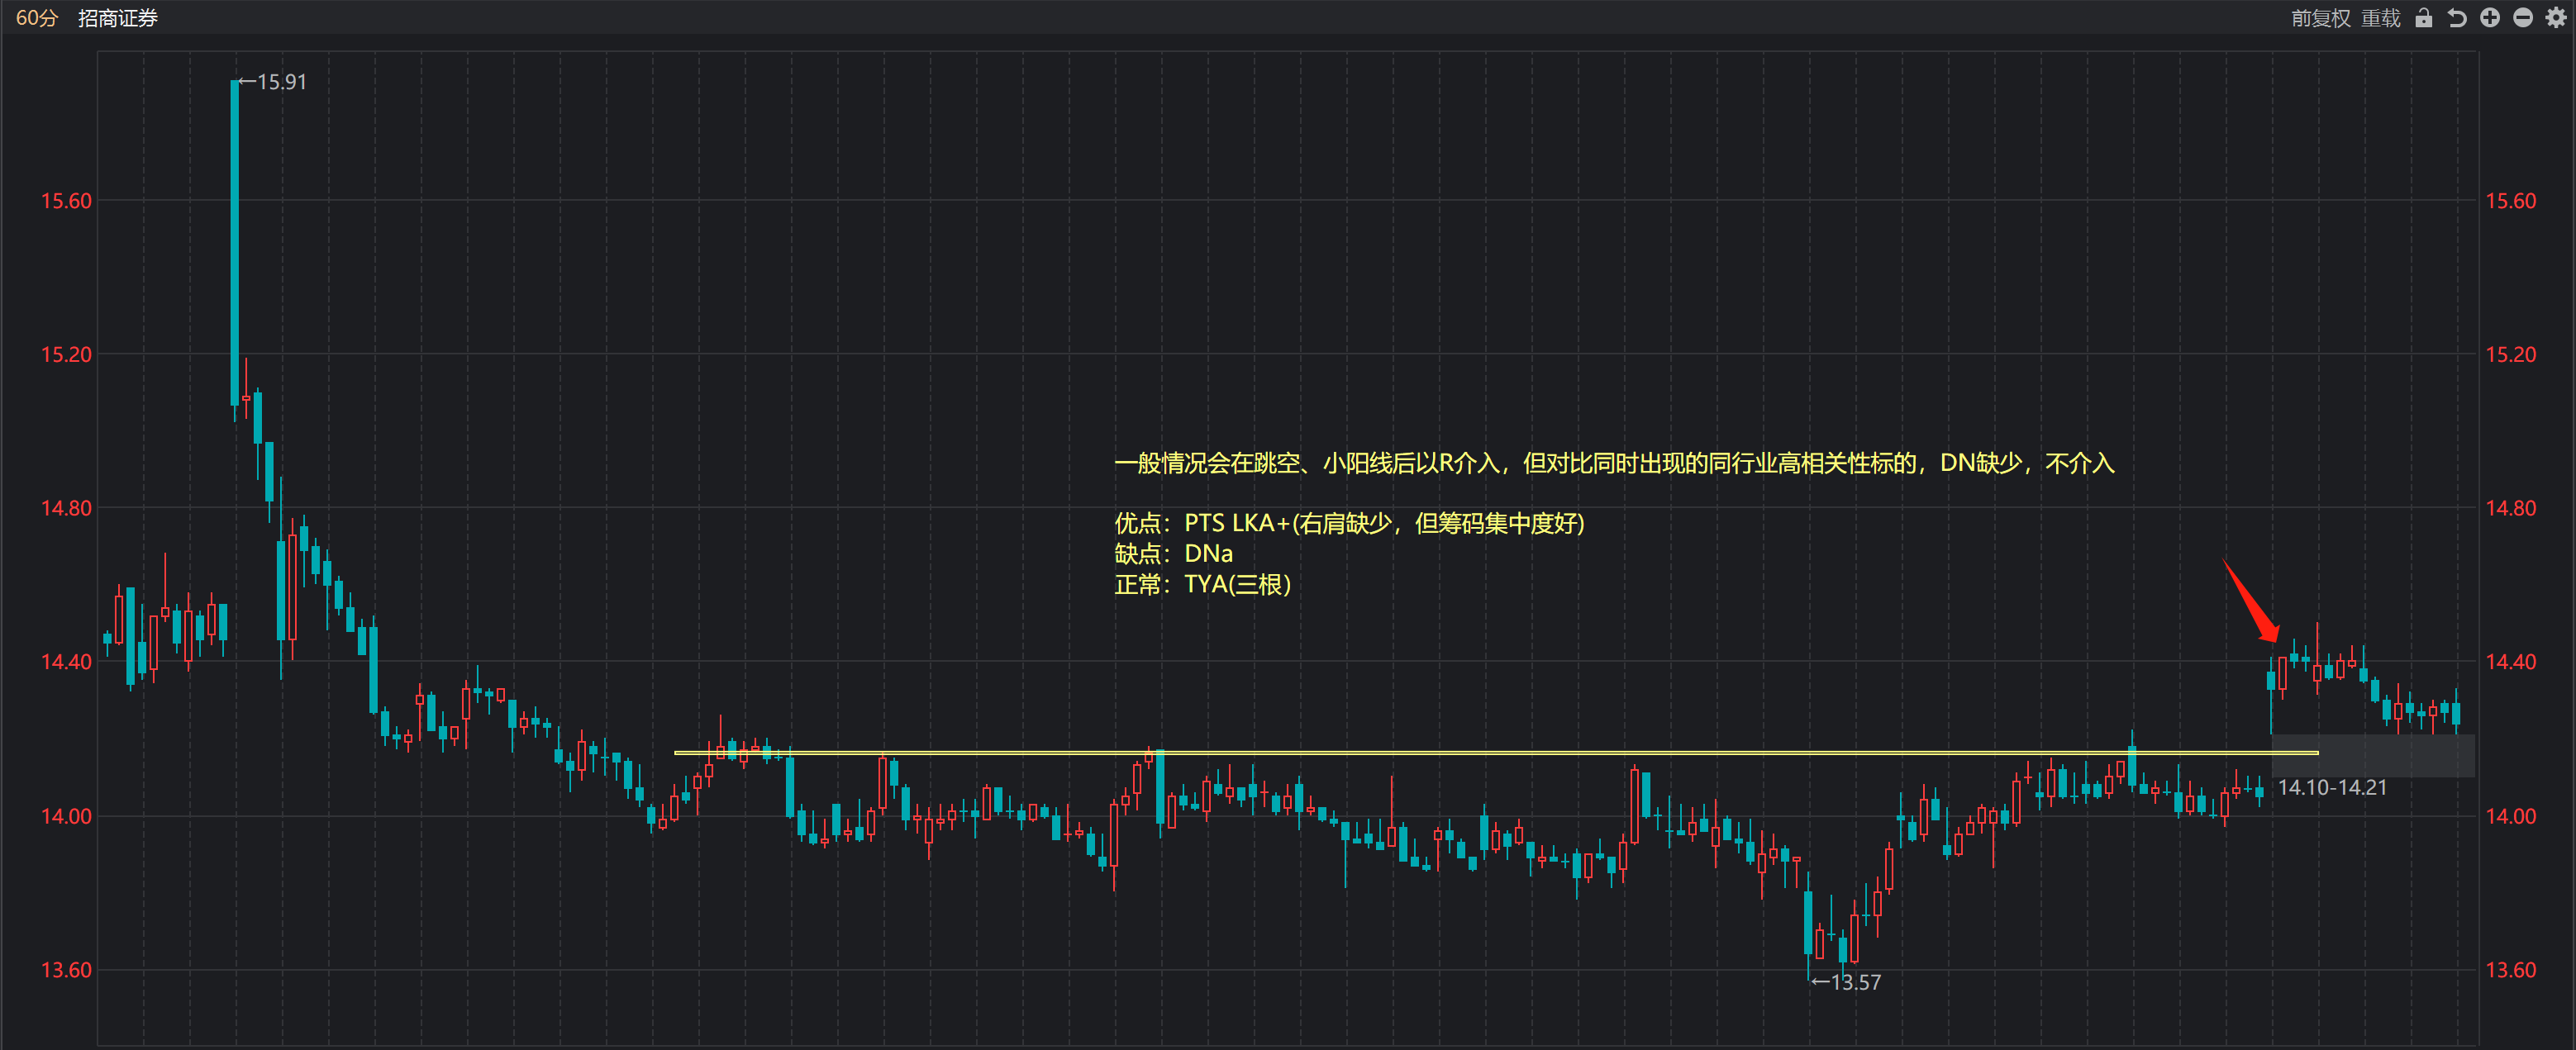 60分 招商证券 前复权 重载
←15.91
15.60 15.60
15.20 15.20
一般情况会在跳空、小阳线后以R介入，但对比同时出现的同行业高相关性标的，DN缺少，不介入
14.80 14.80
优点：PTS LKA+(右肩缺少，但筹码集中度好)
缺点：DNa
正常：TYA(三根)
14.40 14.40
14.10-14.21
14.00 14.00
13.60 13.60
←13.57